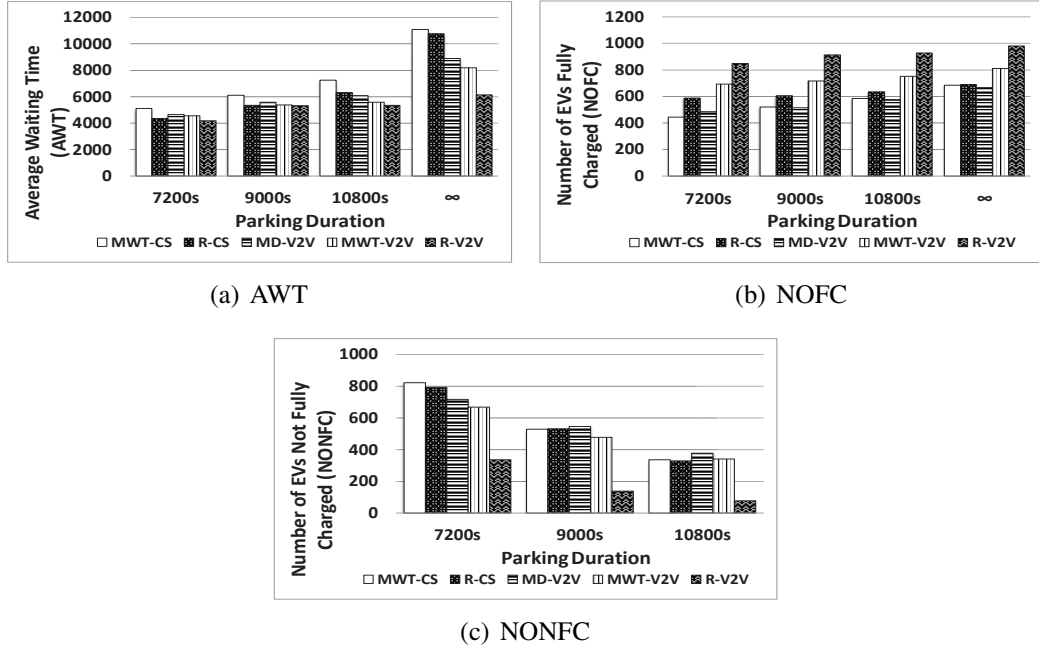 12000
10000
8000
6000
4000
2000
0
Average Waiting Time
(AWT)
7200s 9000s 10800s ∞
Parking Duration
MWT-CS R-CS MD-V2V MWT-V2V R-V2V
(a) AWT
1200
1000
800
600
400
200
0
Number of EVs Fully
Charged (NOFC)
7200s 9000s 10800s ∞
Parking Duration
MWT-CS R-CS MD-V2V MWT-V2V R-V2V
(b) NOFC
1000
800
600
400
200
0
Number of EVs Not Fully
Charged (NONFC)
7200s 9000s 10800s
Parking Duration
MWT-CS R-CS MD-V2V MWT-V2V R-V2V
(c) NONFC